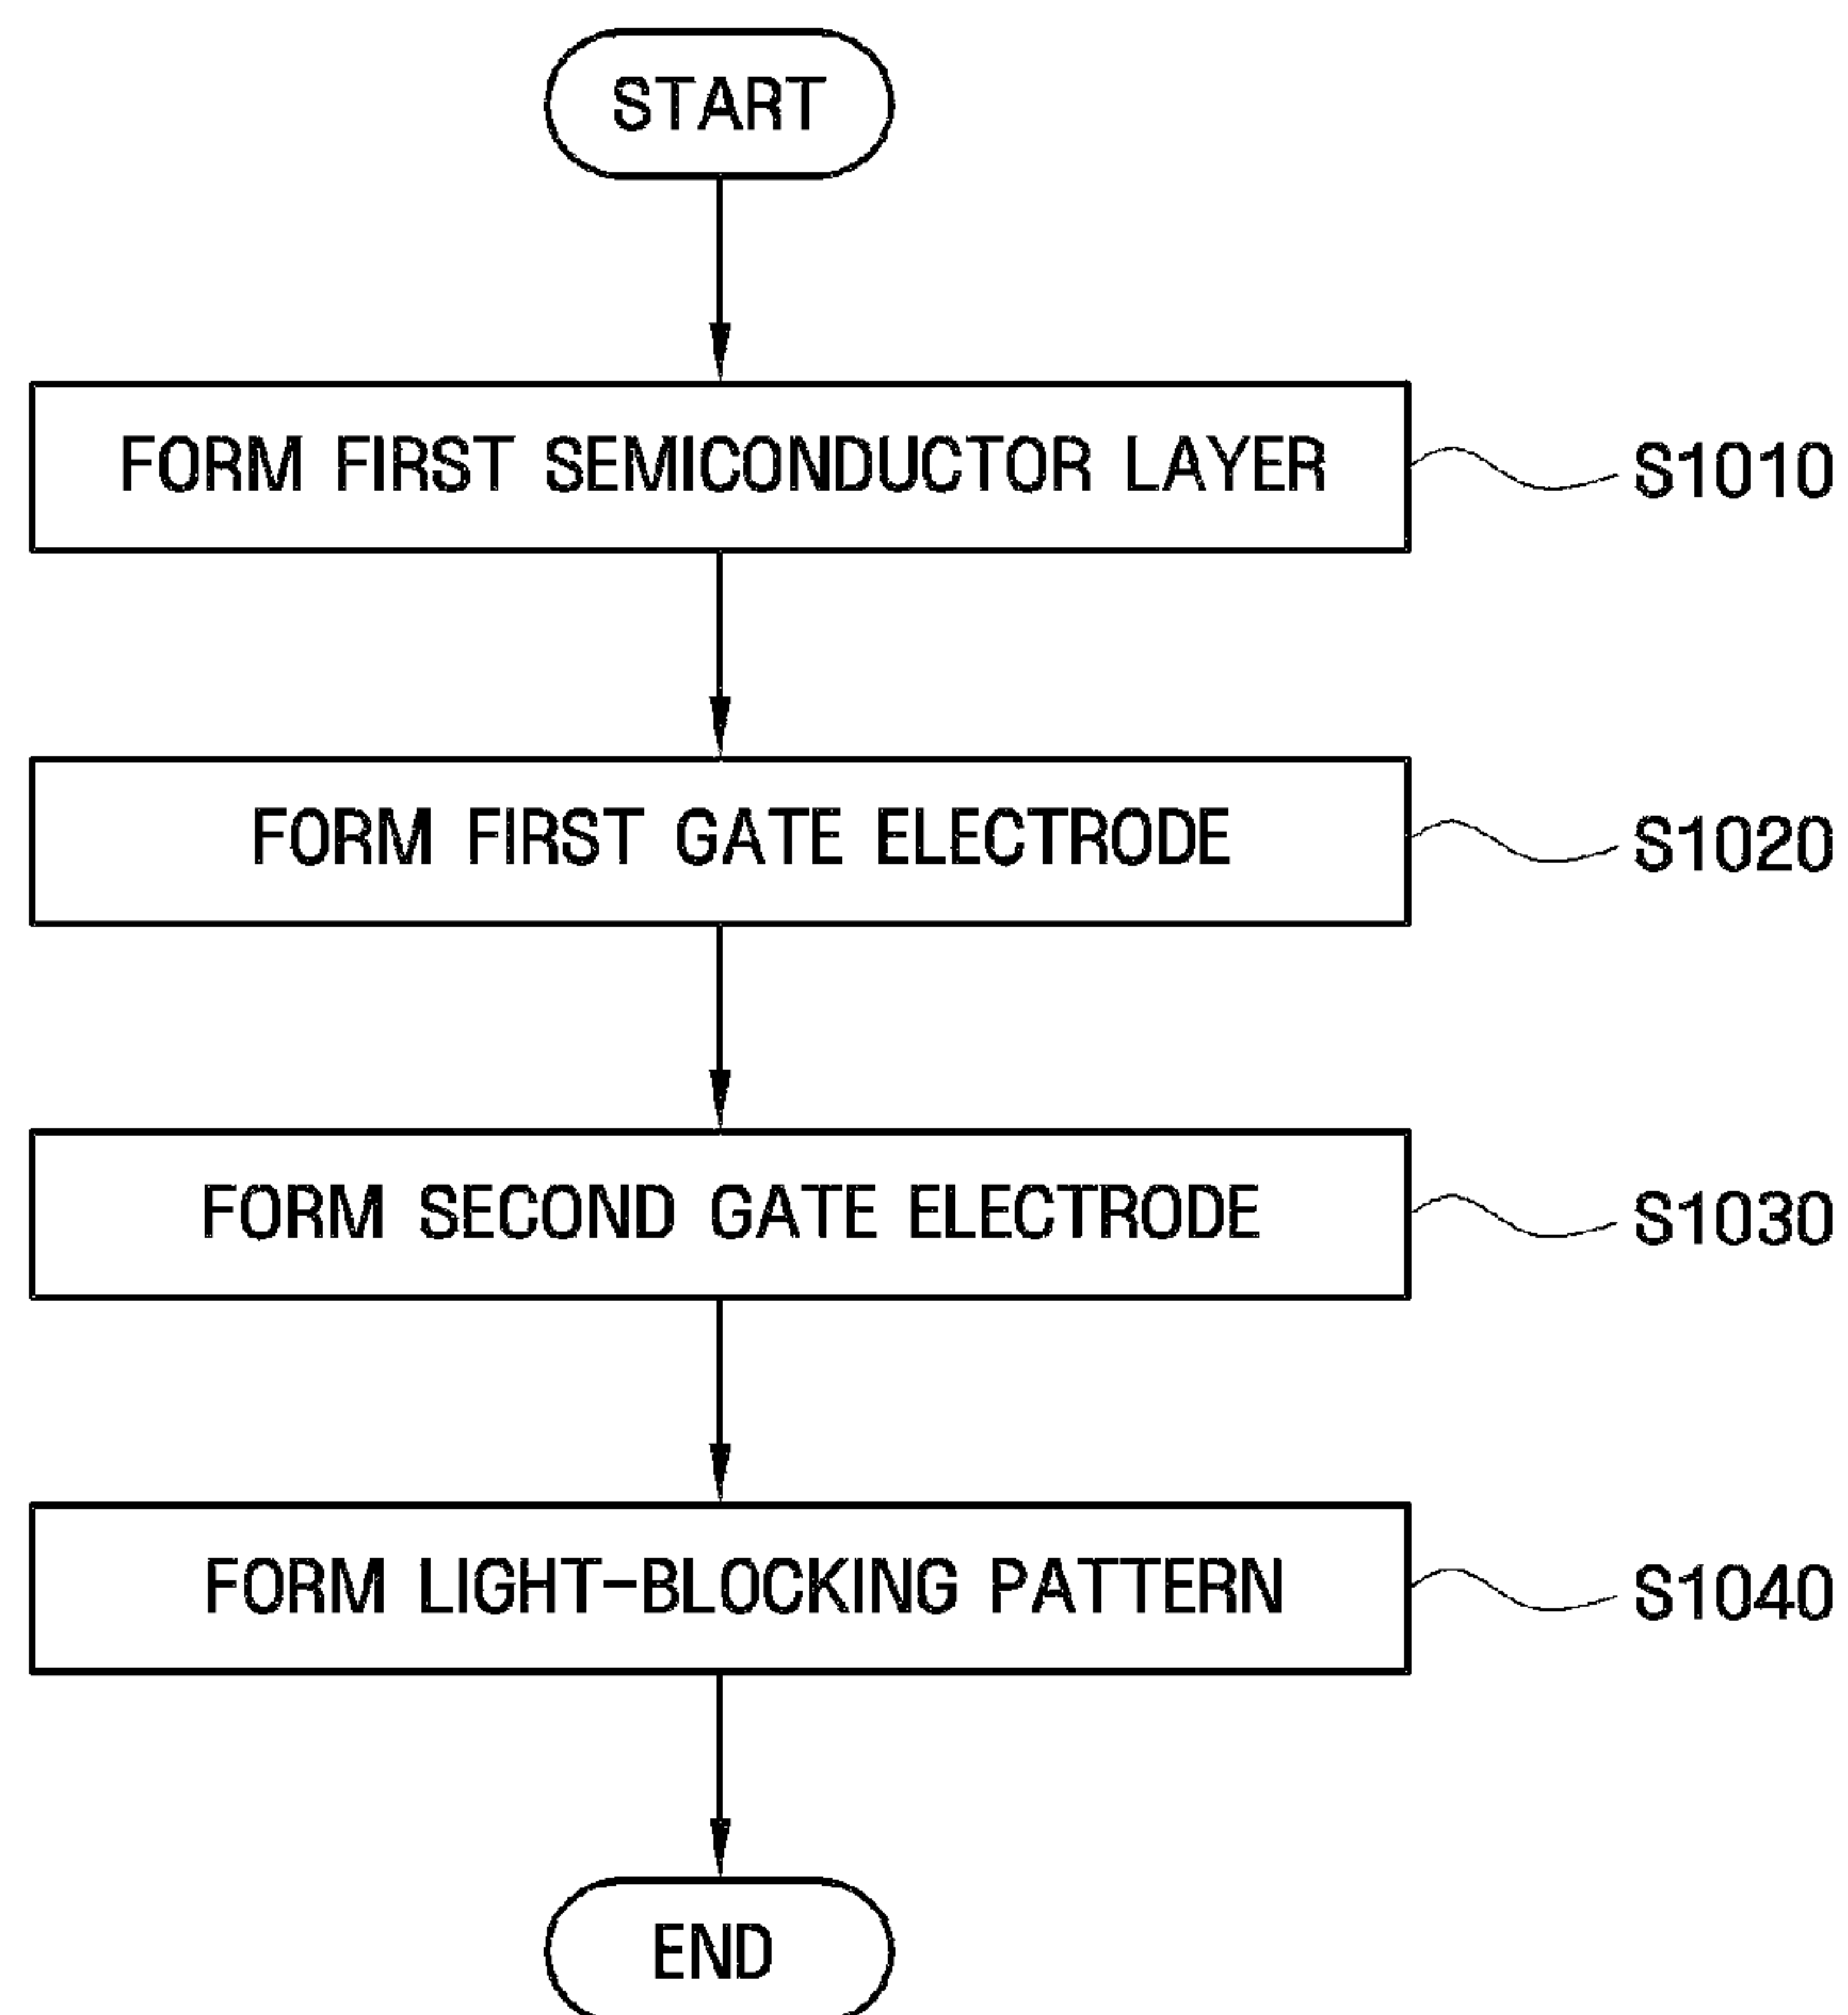 START
FORM FIRST SEMICONDUCTOR LAYER
S1010
FORM FIRST GATE ELECTRODE
S1020
FORM SECOND GATE ELECTRODE
S1030
FORM LIGHT-BLOCKING PATTERN
S1040
END